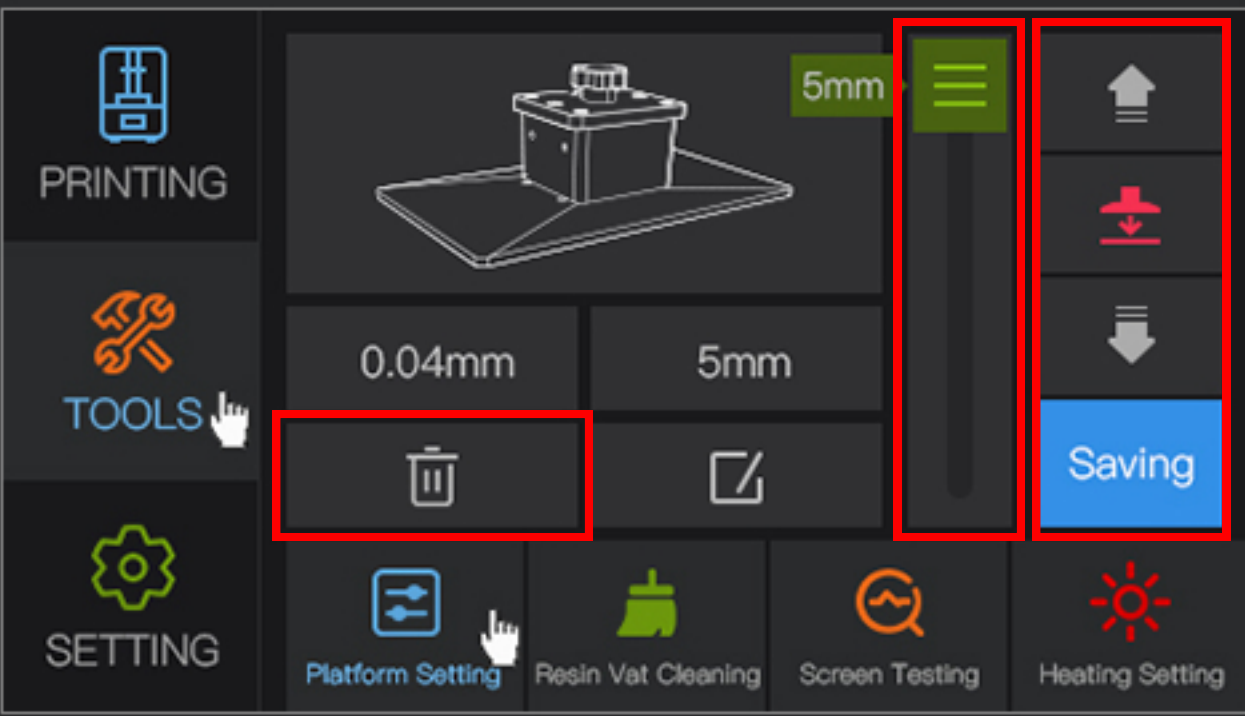 PRINTING
TOOLS
SETTING
5mm
0.04mm
5mm
Saving
Platform Setting
Resin Vat Cleaning
Screen Testing
Heating Setting